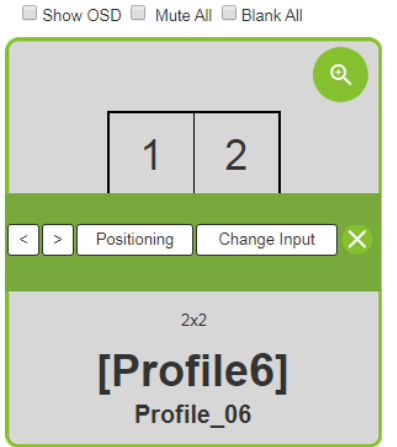 Show OSD Mute All Blank All
1 2
< > Positioning Change Input
2x2
[Profile6]
Profile_06